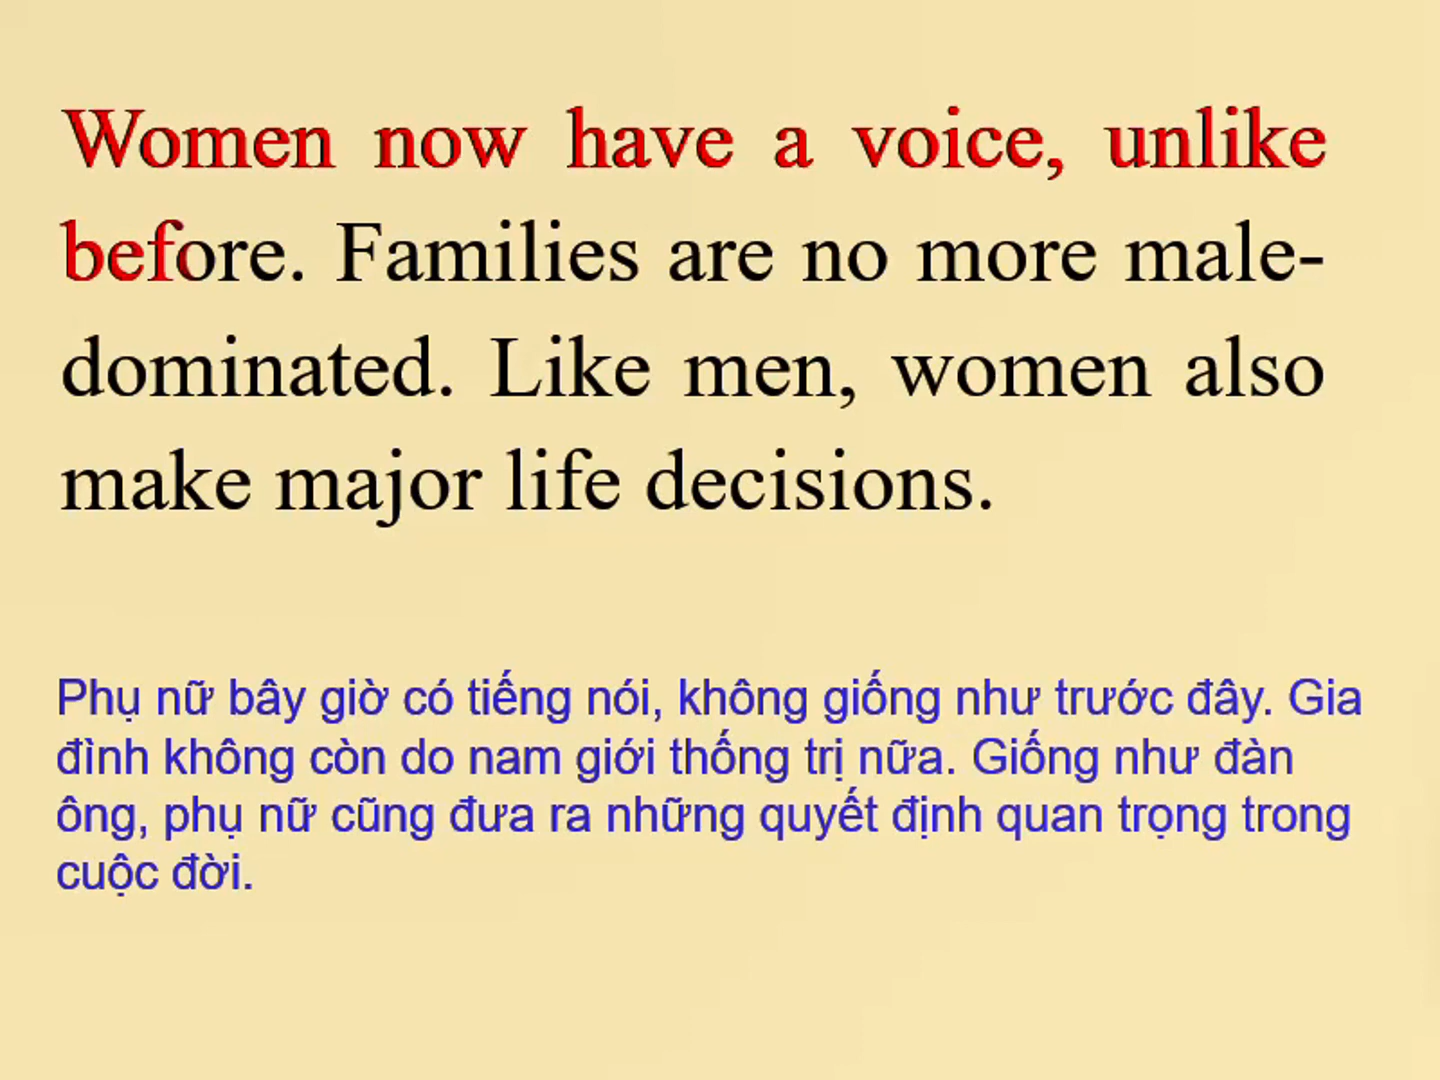 Women now have a voice, unlike
before. Families are no more male-
dominated. Like men, women also
make major life decisions.
Phụ nữ bây giờ có tiếng nói, không giống như trước đây. Gia
đình không còn do nam giới thống trị nữa. Giống như đàn
ông, phụ nữ cũng đưa ra những quyết định quan trọng trong
cuộc đời.